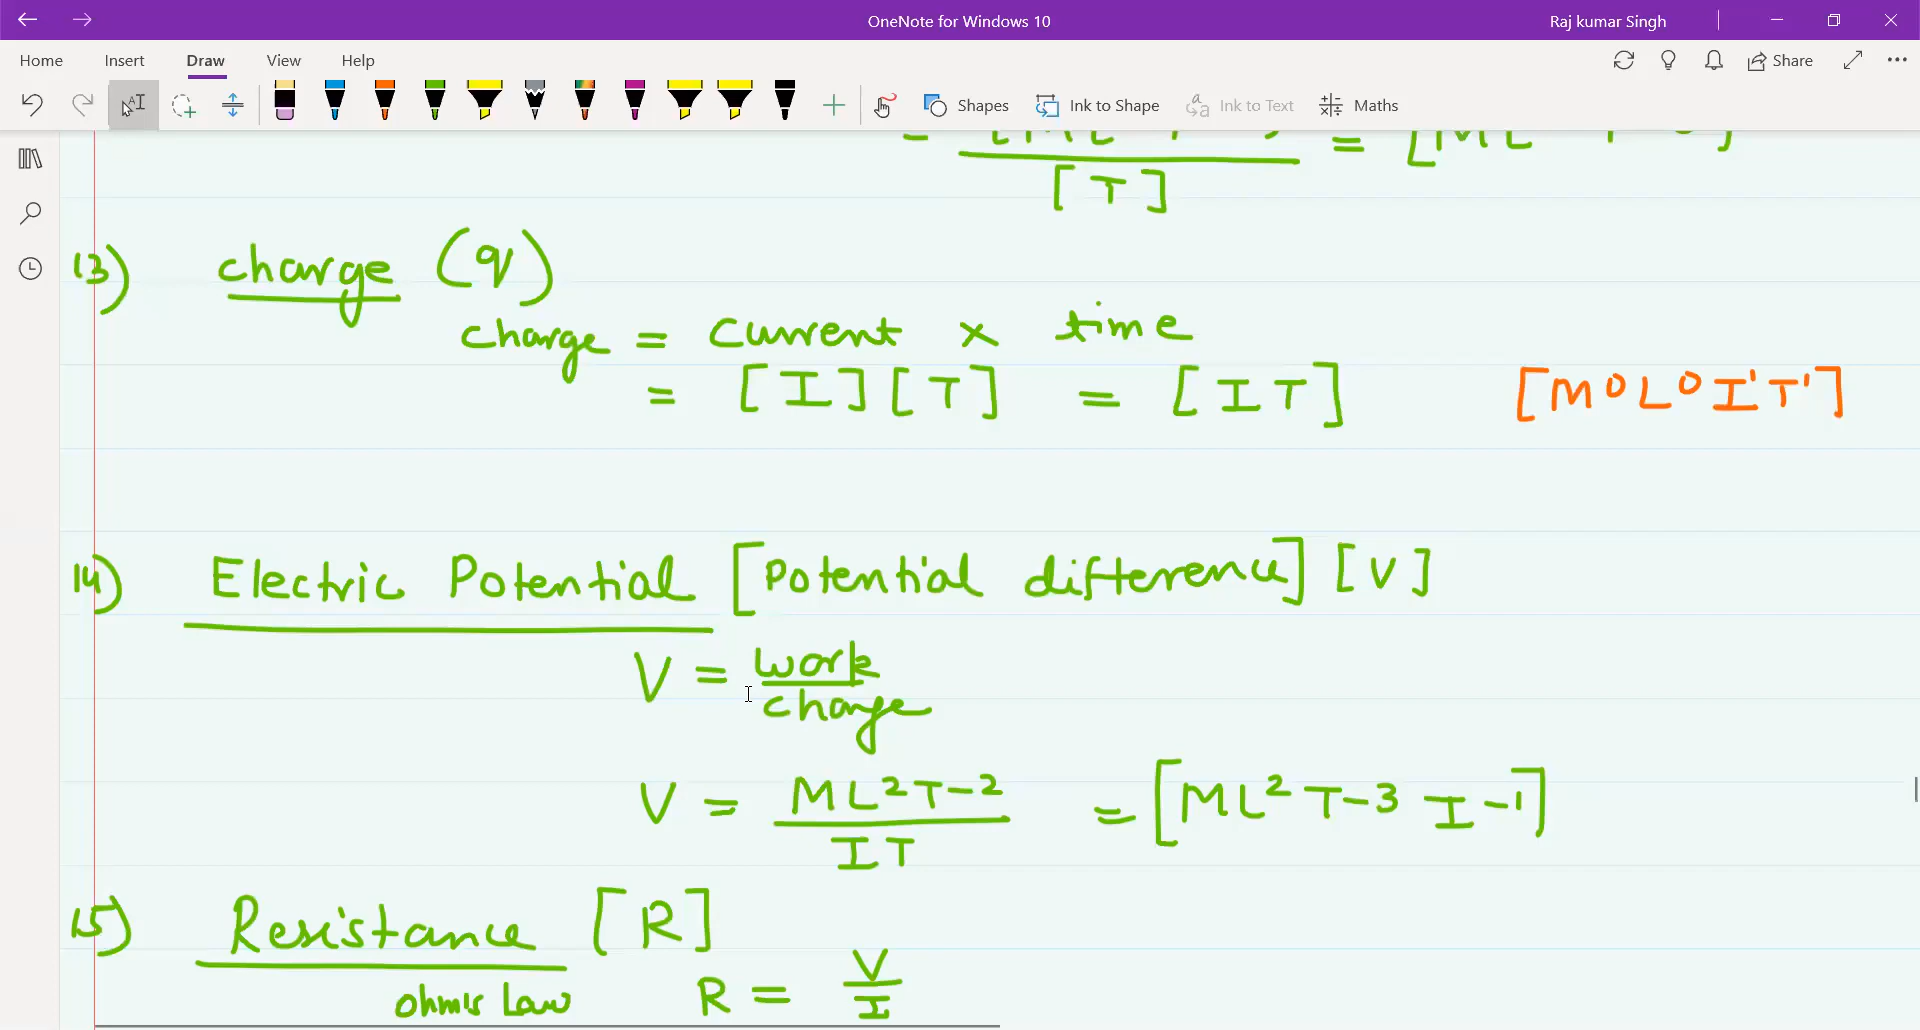 OneNote for Windows 10
Raj kumar Singh
Home Insert Draw View Help
Share
Shapes Ink to Shape Ink to Text Maths
[T]
13) charge (q)
charge = current x time
= [I][T] = [IT] [M0L0I1T1]
14) Electric Potential [Potential difference] [V]
V = work
charge
V = ML2T-2 = [ML2 T-3 I-1]
IT
15) Resistance [R]
ohm's Law R = V
I